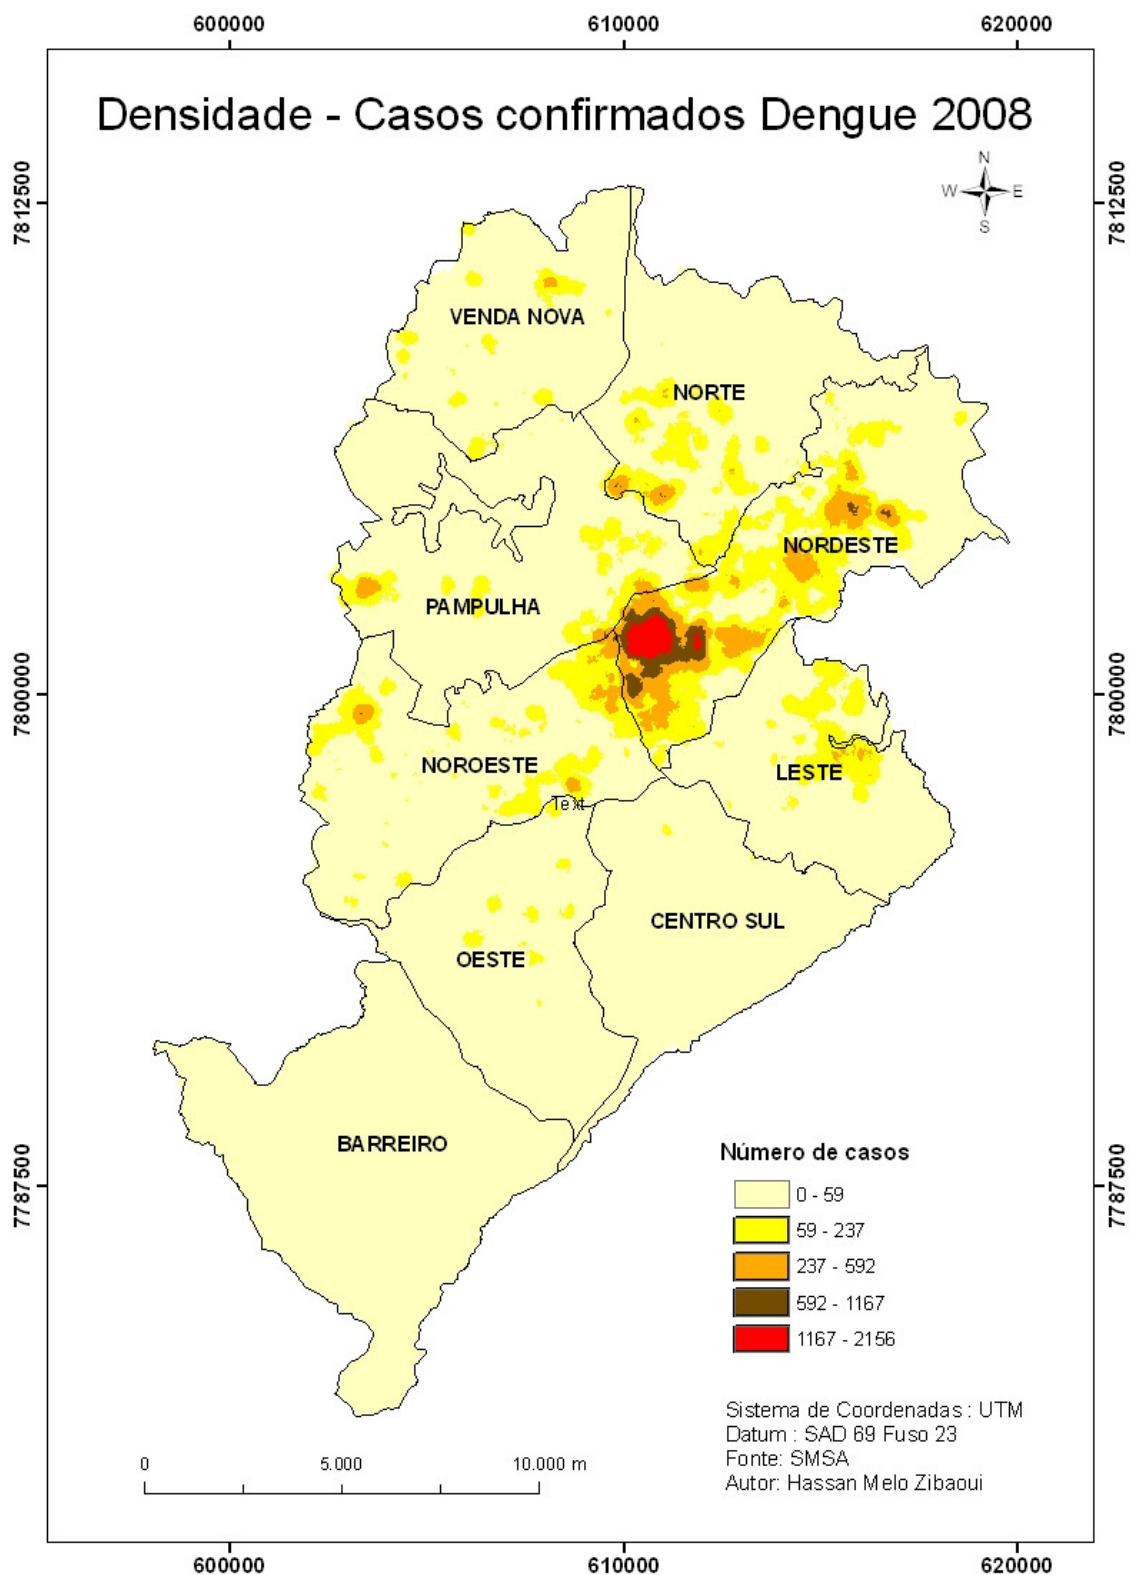 600000 610000 620000
Densidade - Casos confirmados Dengue 2008
N
W E
S
7812500 7812500
VENDA NOVA
NORTE
NORDESTE
PAMPULHA
7800000 7800000
NOROESTE
LESTE
Text
CENTRO SUL
OESTE
BARREIRO
Número de casos
7787500 7787500
0 - 59
59 - 237
237 - 592
592 - 1167
1167 - 2156
Sistema de Coordenadas : UTM
Datum : SAD 69 Fuso 23
Fonte: SMSA
Autor: Hassan Melo Zibaoui
0 5.000 10.000 m
600000 610000 620000